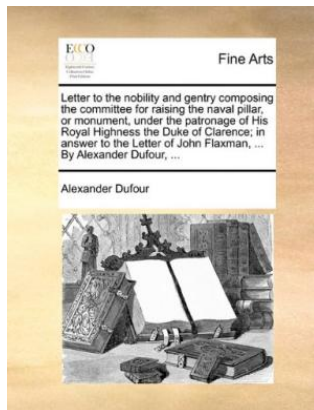 ECCO
Fine Arts
Letter to the nobility and gentry composing
the committee for raising the naval pillar,
or monument, under the patronage of His
Royal Highness the Duke of Clarence; in
answer to the Letter of John Flaxman, ...
By Alexander Dufour, ...
Alexander Dufour